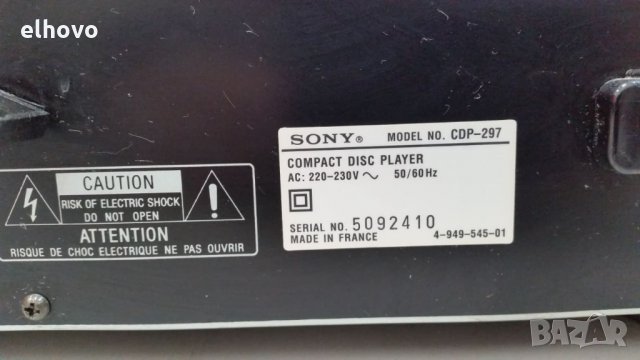 elhovo
SONY® MODEL NO. CDP-297
COMPACT DISC PLAYER
AC: 220-230V ~ 50/60Hz
SERIAL NO. 5092410
MADE IN FRANCE 4-949-545-01
CAUTION
RISK OF ELECTRIC SHOCK
DO NOT OPEN
ATTENTION
RISQUE DE CHOC ELECTRIQUE NE PAS OUVRIR
BAZAR